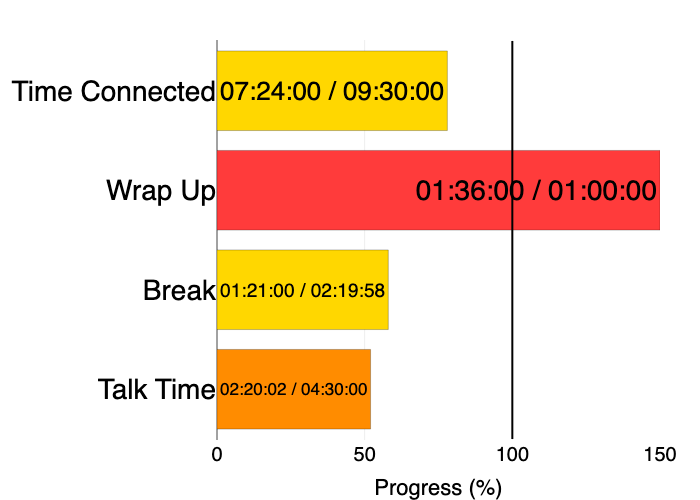 Time Connected 07:24:00 / 09:30:00
Wrap Up 01:36:00 / 01:00:00
Break 01:21:00 / 02:19:58
Talk Time 02:20:02 / 04:30:00
0 50 100 150
Progress (%)